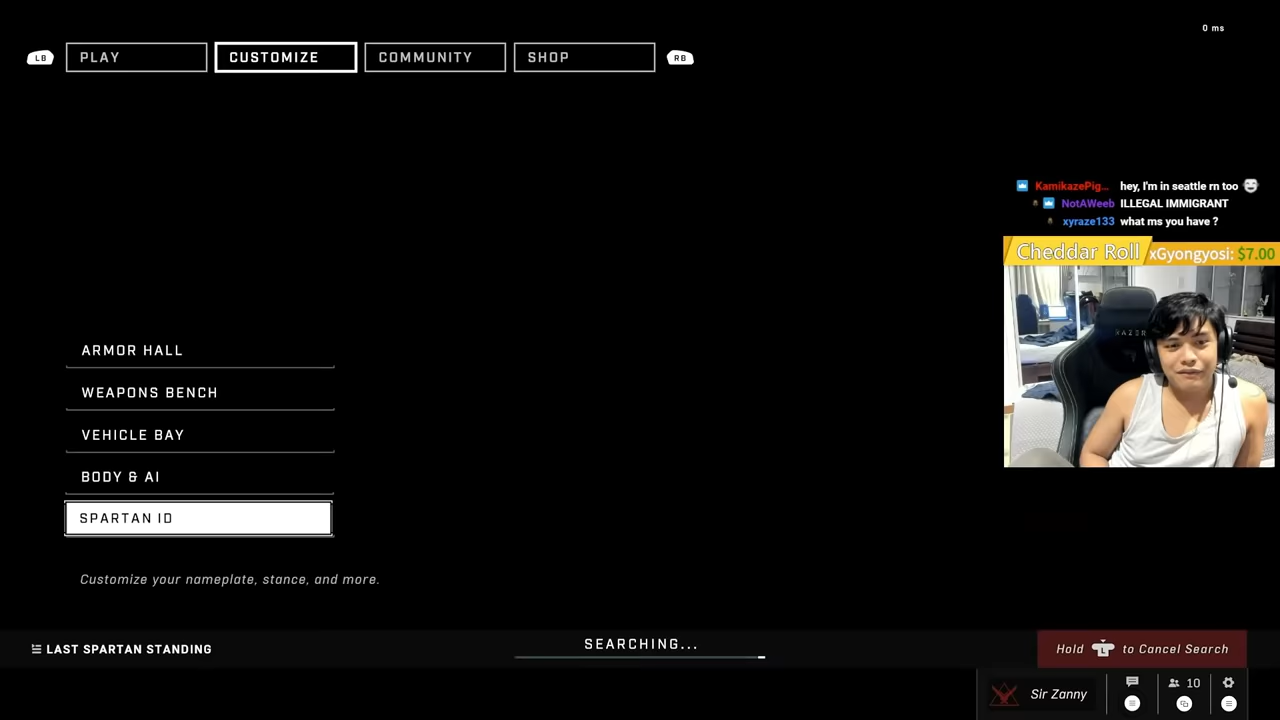 0 ms
LB PLAY CUSTOMIZE COMMUNITY SHOP RB
KamikazePig... hey, I'm in seattle rn too
NotAWeeb ILLEGAL IMMIGRANT
xyraze133 what ms you have ?
Cheddar Roll xGyongyosi: $7.00
RAZER
ARMOR HALL
WEAPONS BENCH
VEHICLE BAY
BODY & AI
SPARTAN ID
Customize your nameplate, stance, and more.
LAST SPARTAN STANDING SEARCHING... Hold L to Cancel Search
Sir Zanny 10